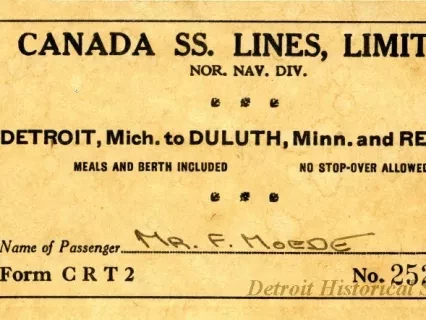 CANADA SS. LINES, LIMIT
NOR. NAV. DIV.
DETROIT, Mich. to DULUTH, Minn. and RE
MEALS AND BERTH INCLUDED NO STOP-OVER ALLOWED
Name of Passenger MR. F. MOEDE
Form C R T 2 No. 252
Detroit Historical S